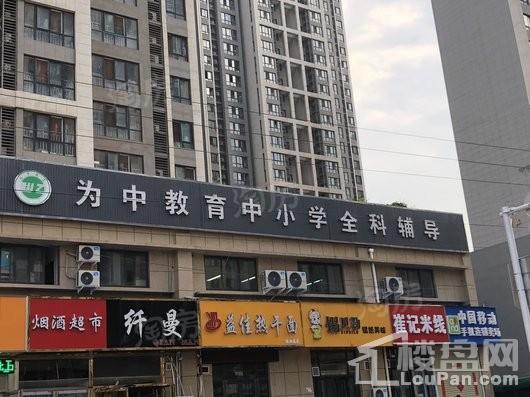 为中教育中小学全科辅导
烟酒超市
纤曼
益佳热干面
崔记米线
中国移动
楼盘网
LouPan.com